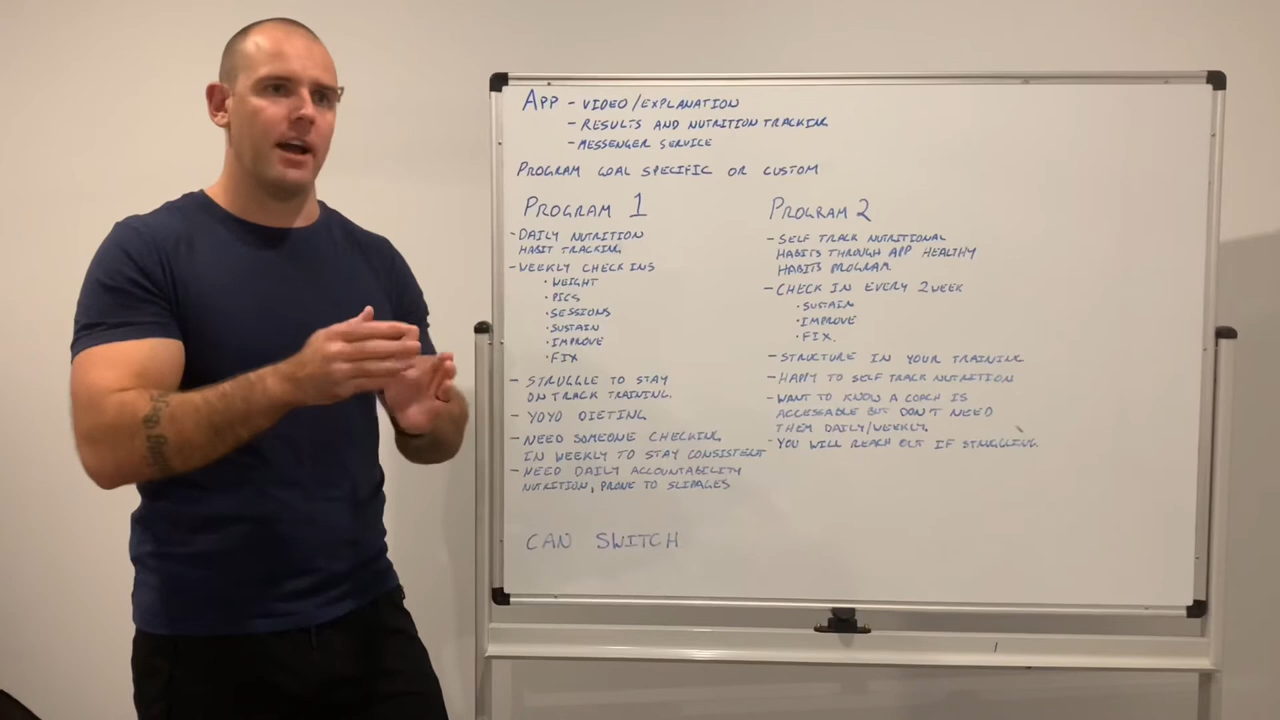 APP - VIDEO/EXPLANATION
- RESULTS AND NUTRITION TRACKING
- MESSENGER SERVICE
PROGRAM GOAL SPECIFIC OR CUSTOM
PROGRAM 1
- DAILY NUTRITION
HABIT TRACKING
- WEEKLY CHECK INS
• WEIGHT
• PICS
• SESSIONS
• SUSTAIN
• IMPROVE
• FIX
- STRUGGLE TO STAY
ON TRACK TRAINING.
- YOYO DIETING
- NEED SOMEONE CHECKING
IN WEEKLY TO STAY CONSISTENT
- NEED DAILY ACCOUNTABILITY
NUTRITION, PRONE TO SLIPAGES
CAN SWITCH
PROGRAM 2
- SELF TRACK NUTRITIONAL
HABITS THROUGH APP HEALTHY
HABITS PROGRAM.
- CHECK IN EVERY 2 WEEK
• SUSTAIN
• IMPROVE
• FIX.
- STRUCTURE IN YOUR TRAINING
- HAPPY TO SELF TRACK NUTRITION
- WANT TO KNOW A COACH IS
ACCESSABLE BUT DON'T NEED
THEM DAILY/WEEKLY.
- YOU WILL REACH OUT IF STRUGGLING.